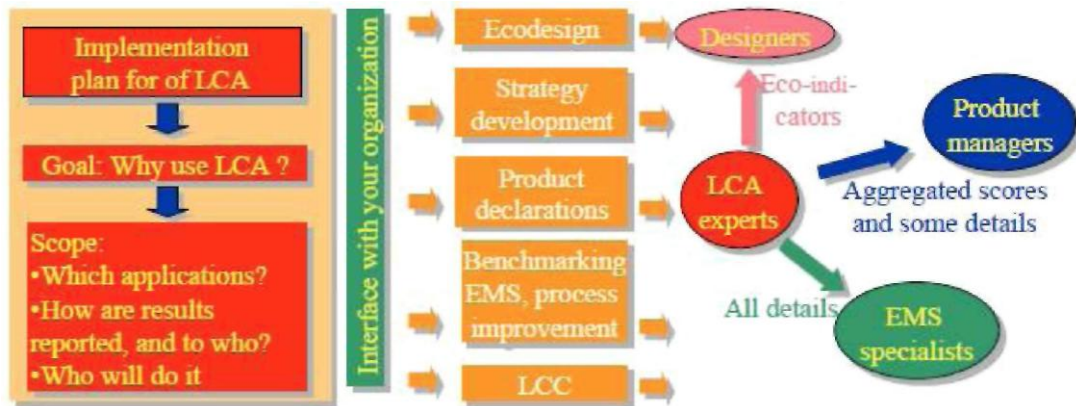 Implementation
plan for of LCA
Goal: Why use LCA ?
Scope:
•Which applications?
•How are results
reported, and to who?
•Who will do it
Interface with your organization
Ecodesign
Strategy
development
Product
declarations
Benchmarking
EMS, process
improvement
LCC
Designers
Eco-indi-
cators
LCA
experts
Product
managers
Aggregated scores
and some details
All details
EMS
specialists